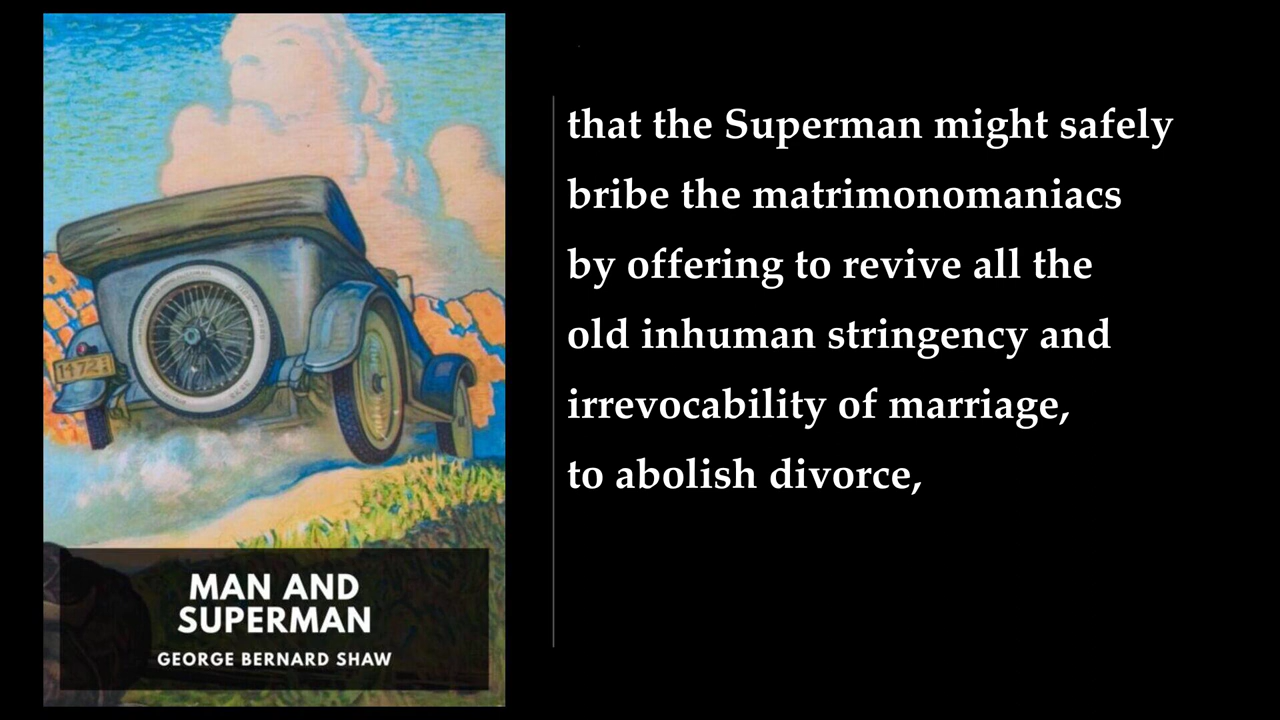 that the Superman might safely
bribe the matrimonomaniacs
by offering to revive all the
old inhuman stringency and
irrevocability of marriage,
to abolish divorce,
1472
MAN AND
SUPERMAN
GEORGE BERNARD SHAW